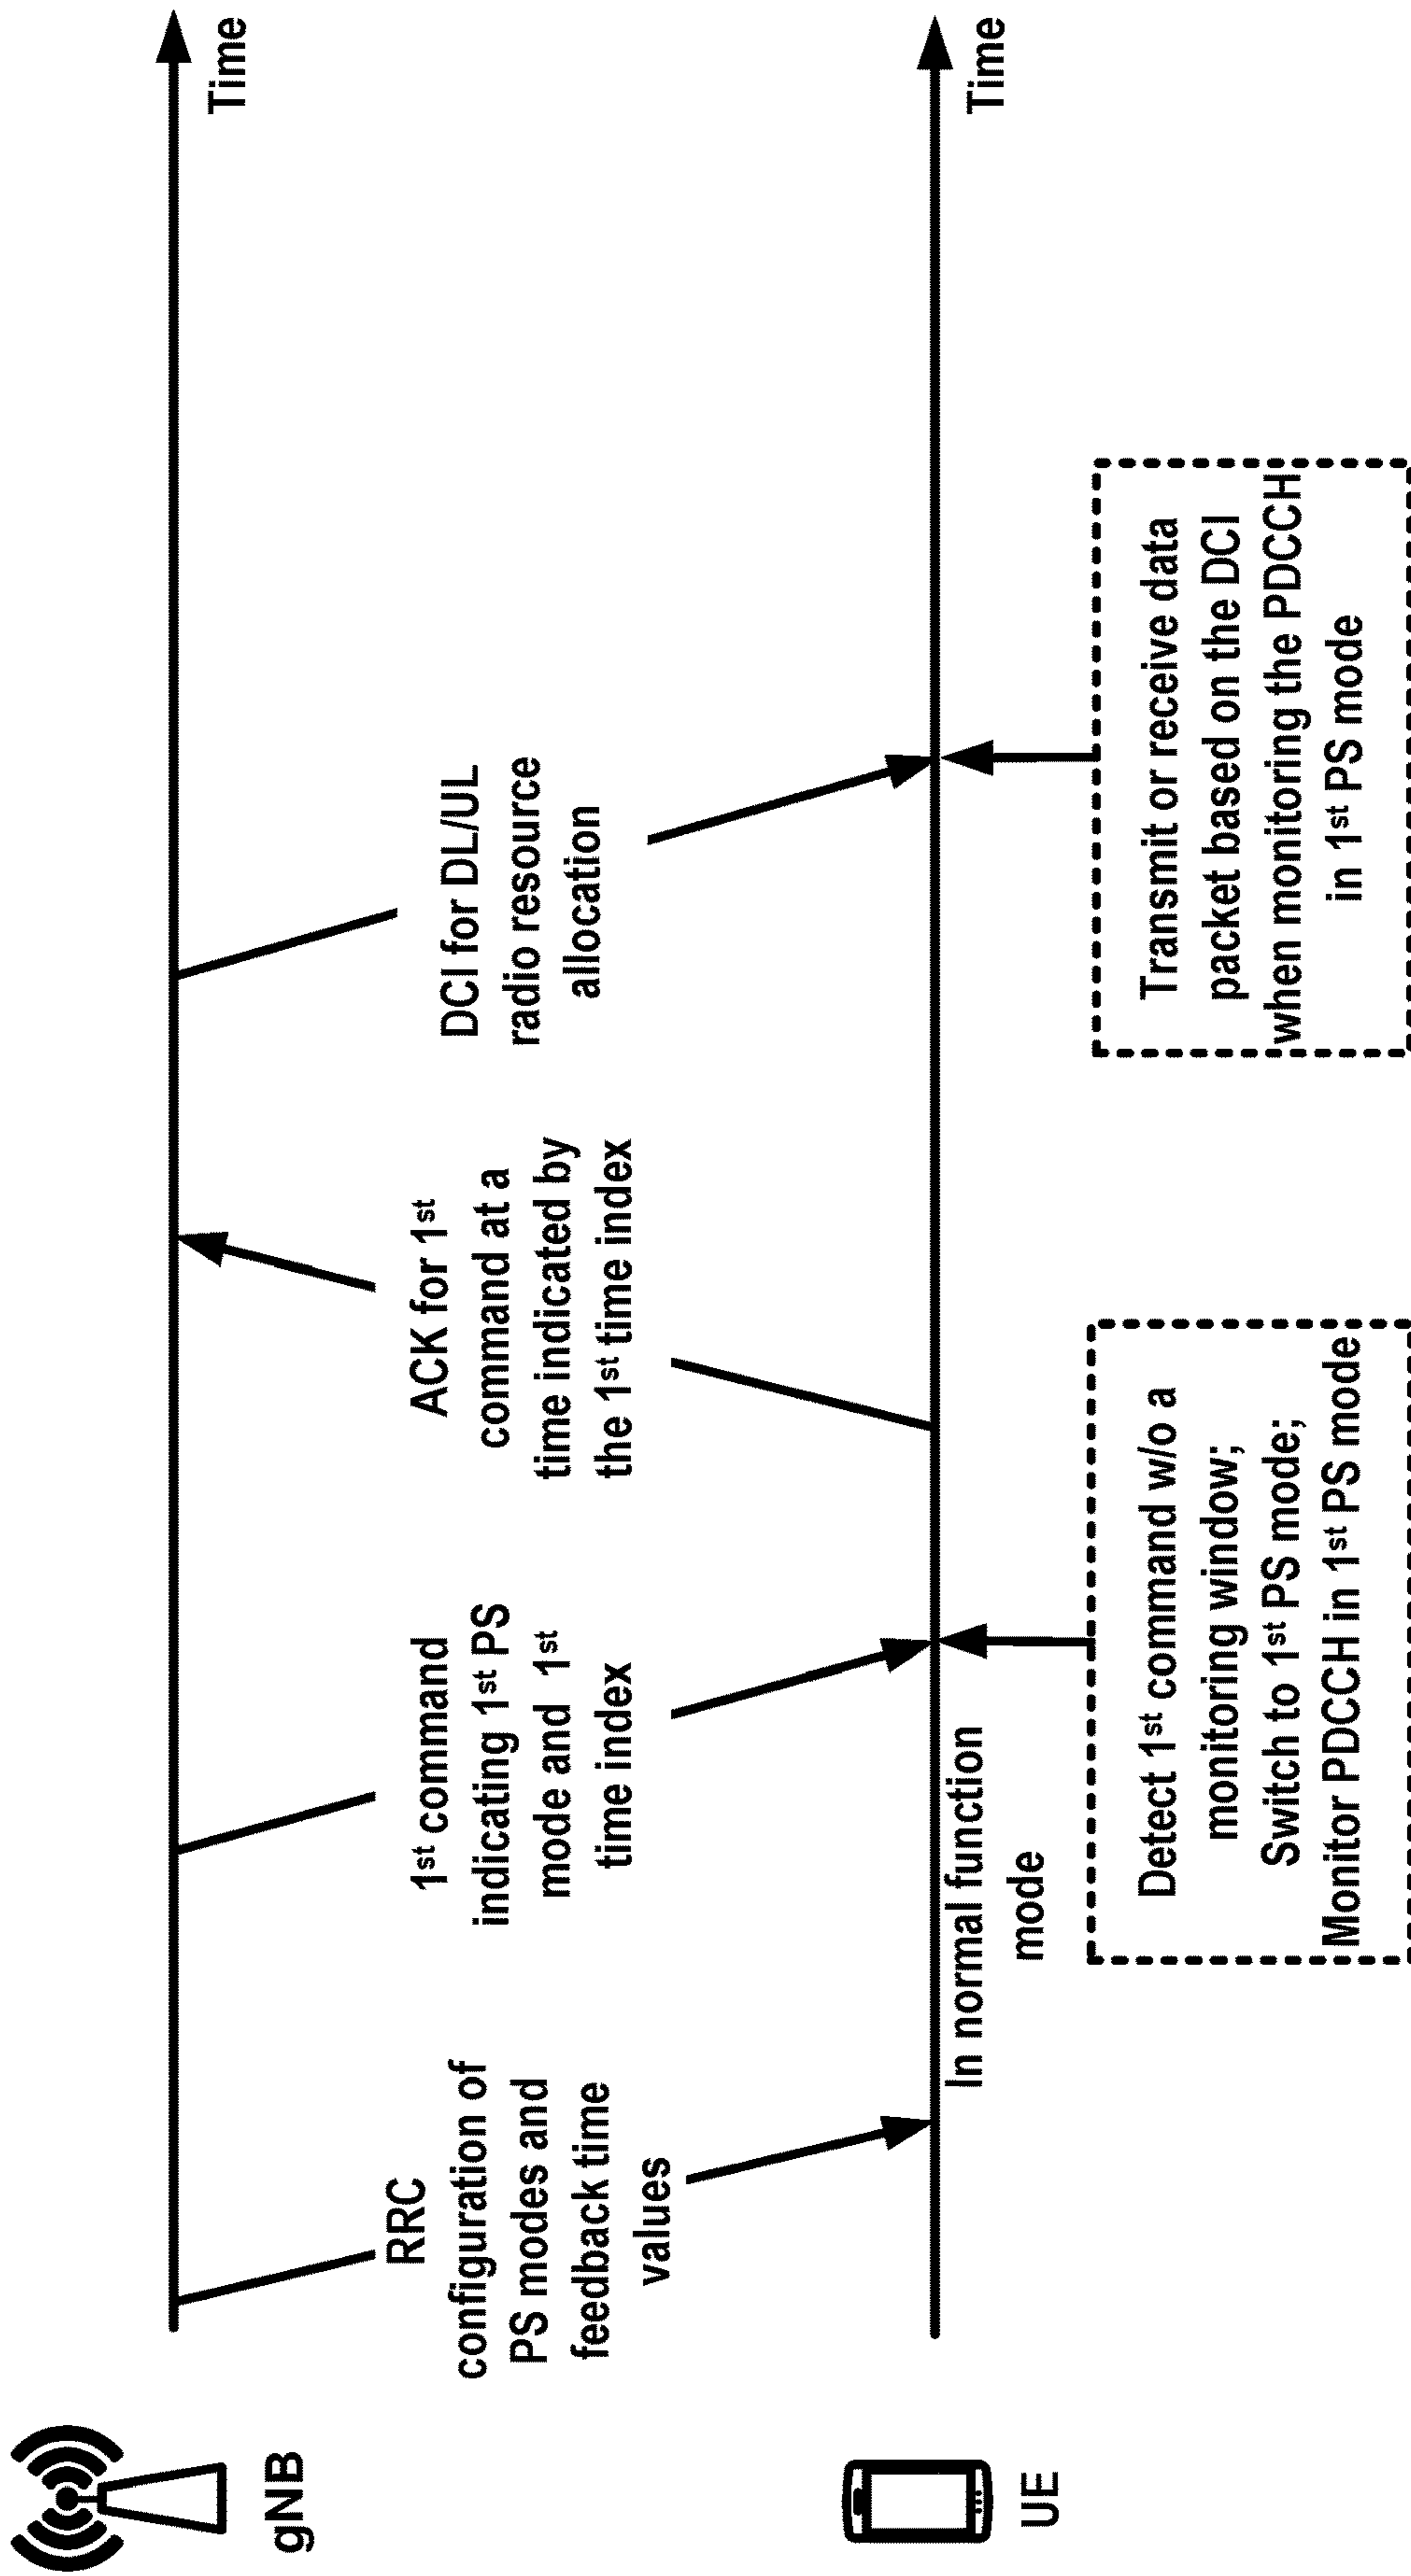 gNB
Time
RRC
configuration of
PS modes and
feedback time
values
1st command
indicating 1st PS
mode and 1st
time index
ACK for 1st
command at a
time indicated by
the 1st time index
DCI for DL/UL
radio resource
allocation
UE
Time
In normal function
mode
Detect 1st command w/o a
monitoring window;
Switch to 1st PS mode;
Monitor PDCCH in 1st PS mode
Transmit or receive data
packet based on the DCI
when monitoring the PDCCH
in 1st PS mode